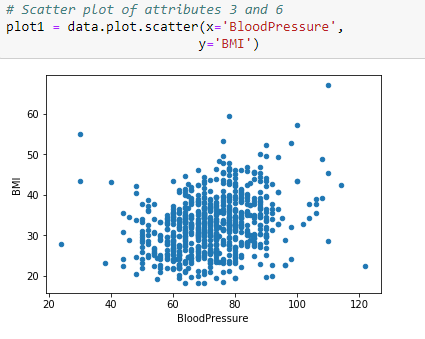 # Scatter plot of attributes 3 and 6
plot1 = data.plot.scatter(x='BloodPressure',
y='BMI')
60
50
40
30
20
BMI
20 40 60 80 100 120
BloodPressure